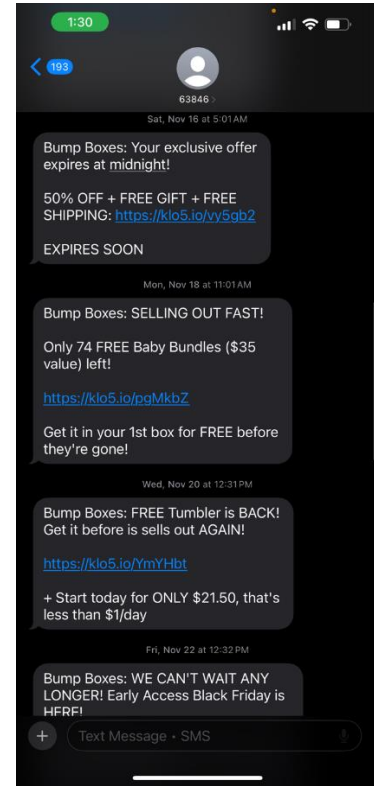 1:30
193
63846 >
Sat, Nov 16 at 5:01 AM
Bump Boxes: Your exclusive offer
expires at midnight!
50% OFF + FREE GIFT + FREE
SHIPPING: https://klo5.io/vy5gb2
EXPIRES SOON
Mon, Nov 18 at 11:01 AM
Bump Boxes: SELLING OUT FAST!
Only 74 FREE Baby Bundles ($35
value) left!
https://klo5.io/pgMkbZ
Get it in your 1st box for FREE before
they're gone!
Wed, Nov 20 at 12:31 PM
Bump Boxes: FREE Tumbler is BACK!
Get it before is sells out AGAIN!
https://klo5.io/YmYHbt
+ Start today for ONLY $21.50, that's
less than $1/day
Fri, Nov 22 at 12:32 PM
Bump Boxes: WE CAN'T WAIT ANY
LONGER! Early Access Black Friday is
HERE!
Text Message • SMS